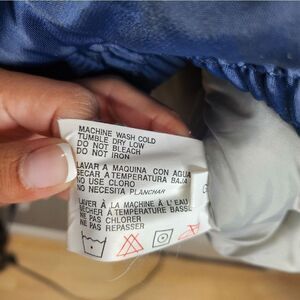 MACHINE WASH COLD
TUMBLE DRY LOW
DO NOT BLEACH
DO NOT IRON
LAVAR A MAQUINA CON AGUA
SECAR A TEMPERATURA BAJA
NO USE CLORO
NO NECESITA PLANCHAR
LAVER À LA MACHINE À L'EAU
SÉCHER À TEMPERATURE BASSE
NE PAS CHLORER
NE PAS REPASSER